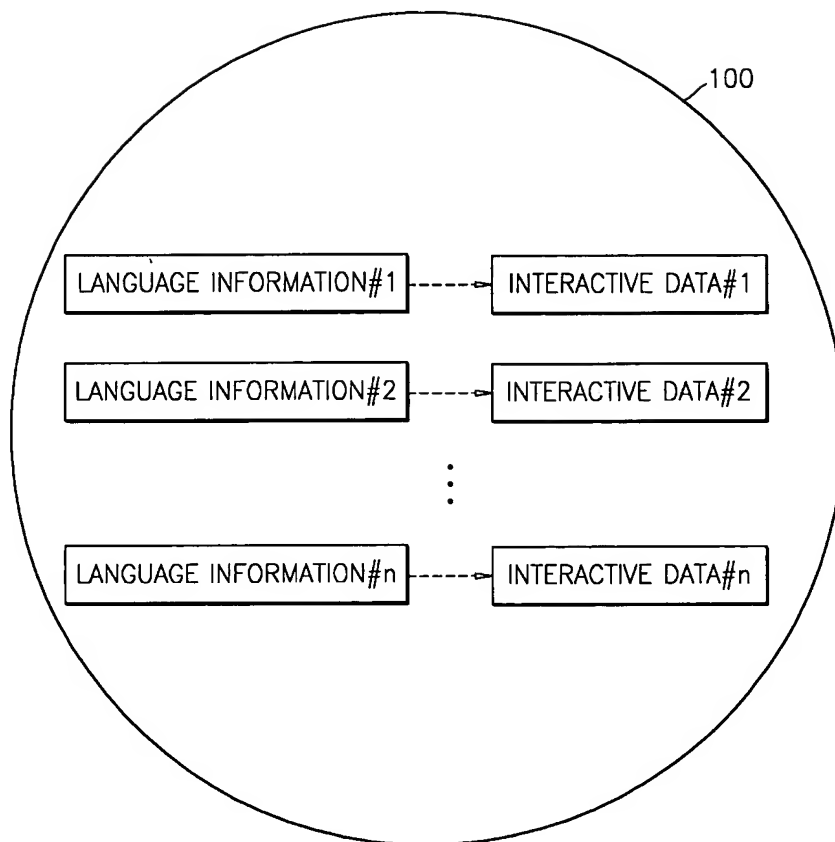 100
LANGUAGE INFORMATION#1 INTERACTIVE DATA#1
LANGUAGE INFORMATION#2 INTERACTIVE DATA#2
LANGUAGE INFORMATION#n INTERACTIVE DATA#n